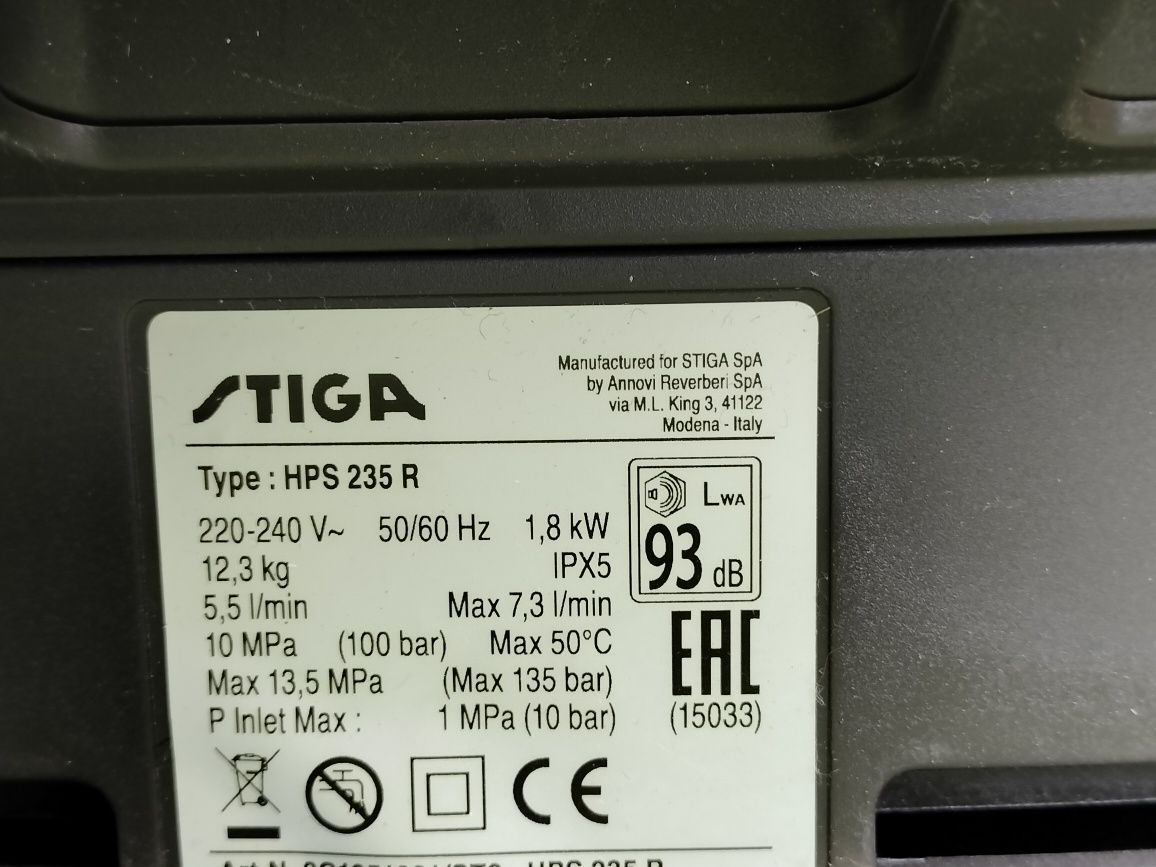 STIGA
Manufactured for STIGA SpA
by Annovi Reverberi SpA
via M.L. King 3, 41122
Modena - Italy
Type : HPS 235 R
220-240 V~ 50/60 Hz 1,8 kW
12,3 kg IPX5
5,5 l/min Max 7,3 l/min
10 MPa (100 bar) Max 50°C
Max 13,5 MPa (Max 135 bar)
P Inlet Max : 1 MPa (10 bar)
LWA
93 dB
EAC
(15033)
CE
HPS 235 R